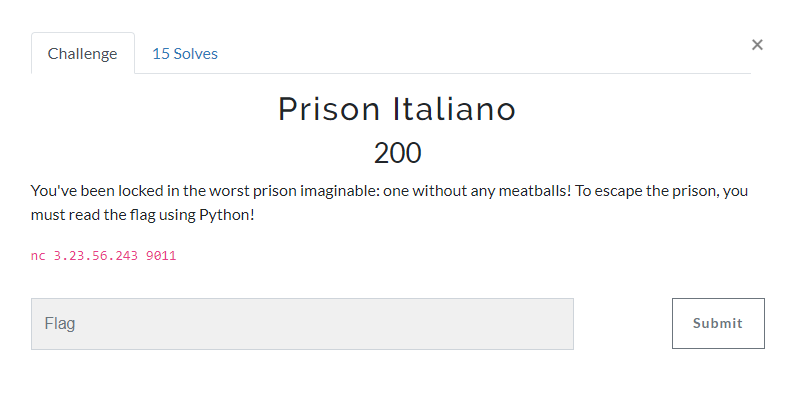 Challenge
15 Solves
×
Prison Italiano
200
You've been locked in the worst prison imaginable: one without any meatballs! To escape the prison, you
must read the flag using Python!
nc 3.23.56.243 9011
Flag
Submit